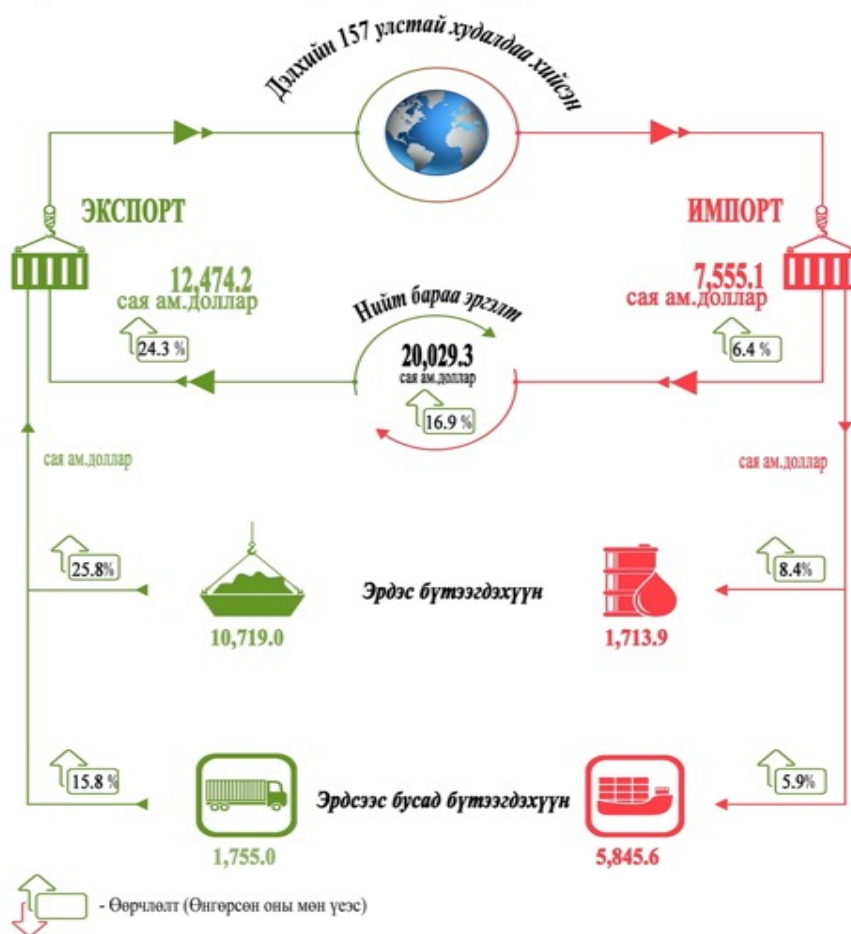 Дэлхийн 157 улстай худалдаа хийсэн
ЭКСПОРТ
ИМПОРТ
12,474.2
сая ам.доллар
24.3 %
7,555.1
сая ам.доллар
6.4 %
Нийт бараа эргэлт
20,029.3
сая ам.доллар
16.9 %
сая ам.доллар
сая ам.доллар
25.8%
Эрдэс бүтээгдэхүүн
8.4%
10,719.0
1,713.9
15.8 %
Эрдсээс бусад бүтээгдэхүүн
5.9%
1,755.0
5,845.6
- Өөрчлөлт (Өнгөрсөн оны мөн үеэс)